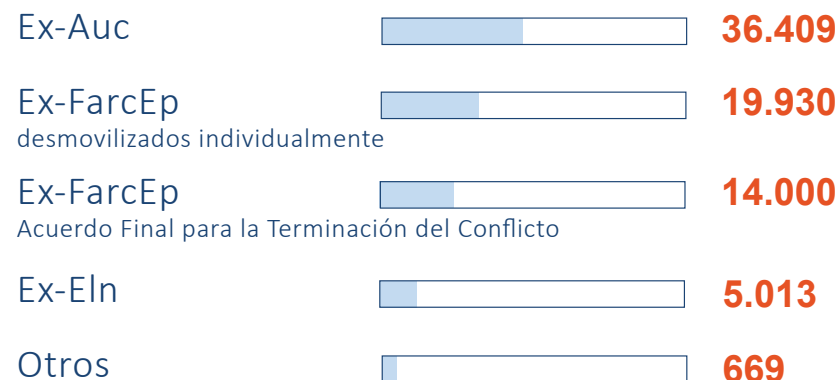 Ex-Auc 36.409
Ex-FarcEp 19.930
desmovilizados individualmente
Ex-FarcEp 14.000
Acuerdo Final para la Terminación del Conflicto
Ex-Eln 5.013
Otros 669